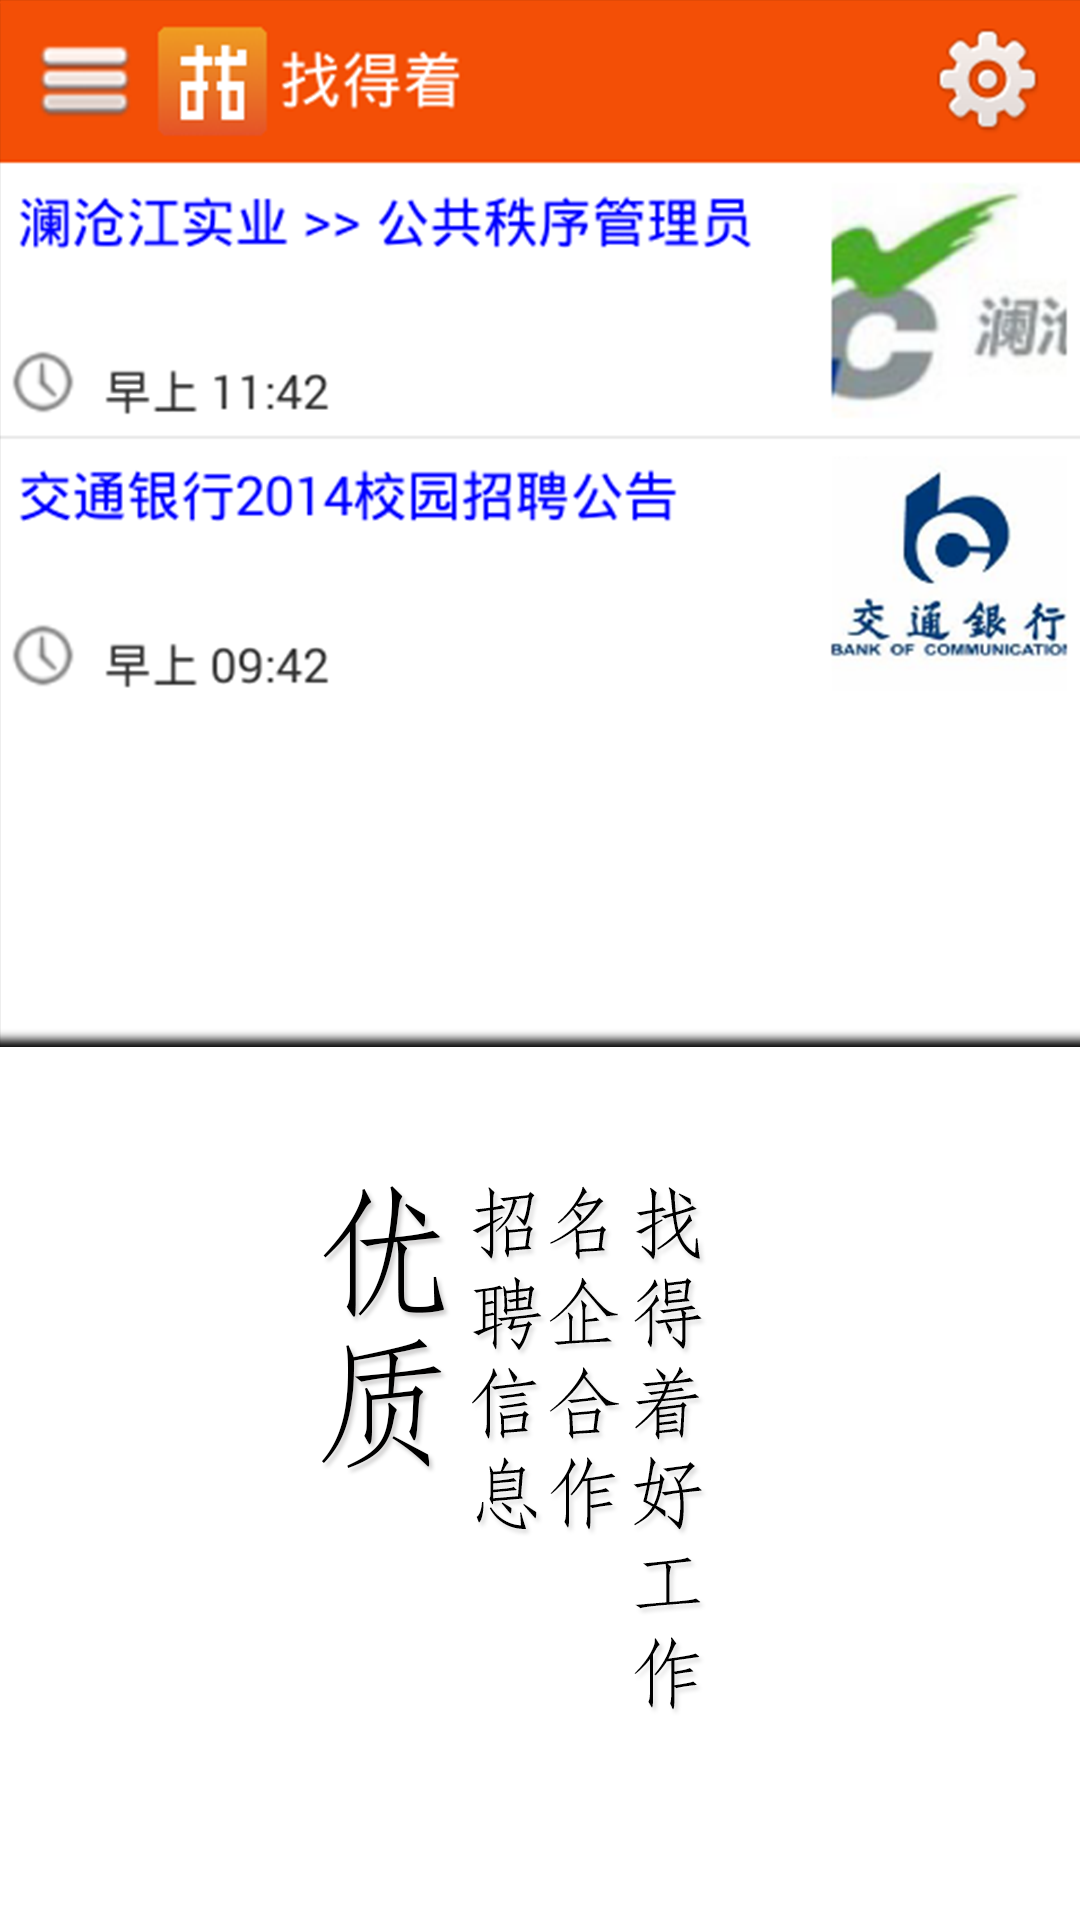 找得着
澜沧江实业 >> 公共秩序管理员
澜沧
早上 11:42
交通银行2014校园招聘公告
交通銀行
BANK OF COMMUNICATION
早上 09:42
找得着好工作
名企合作
招聘信息
优质